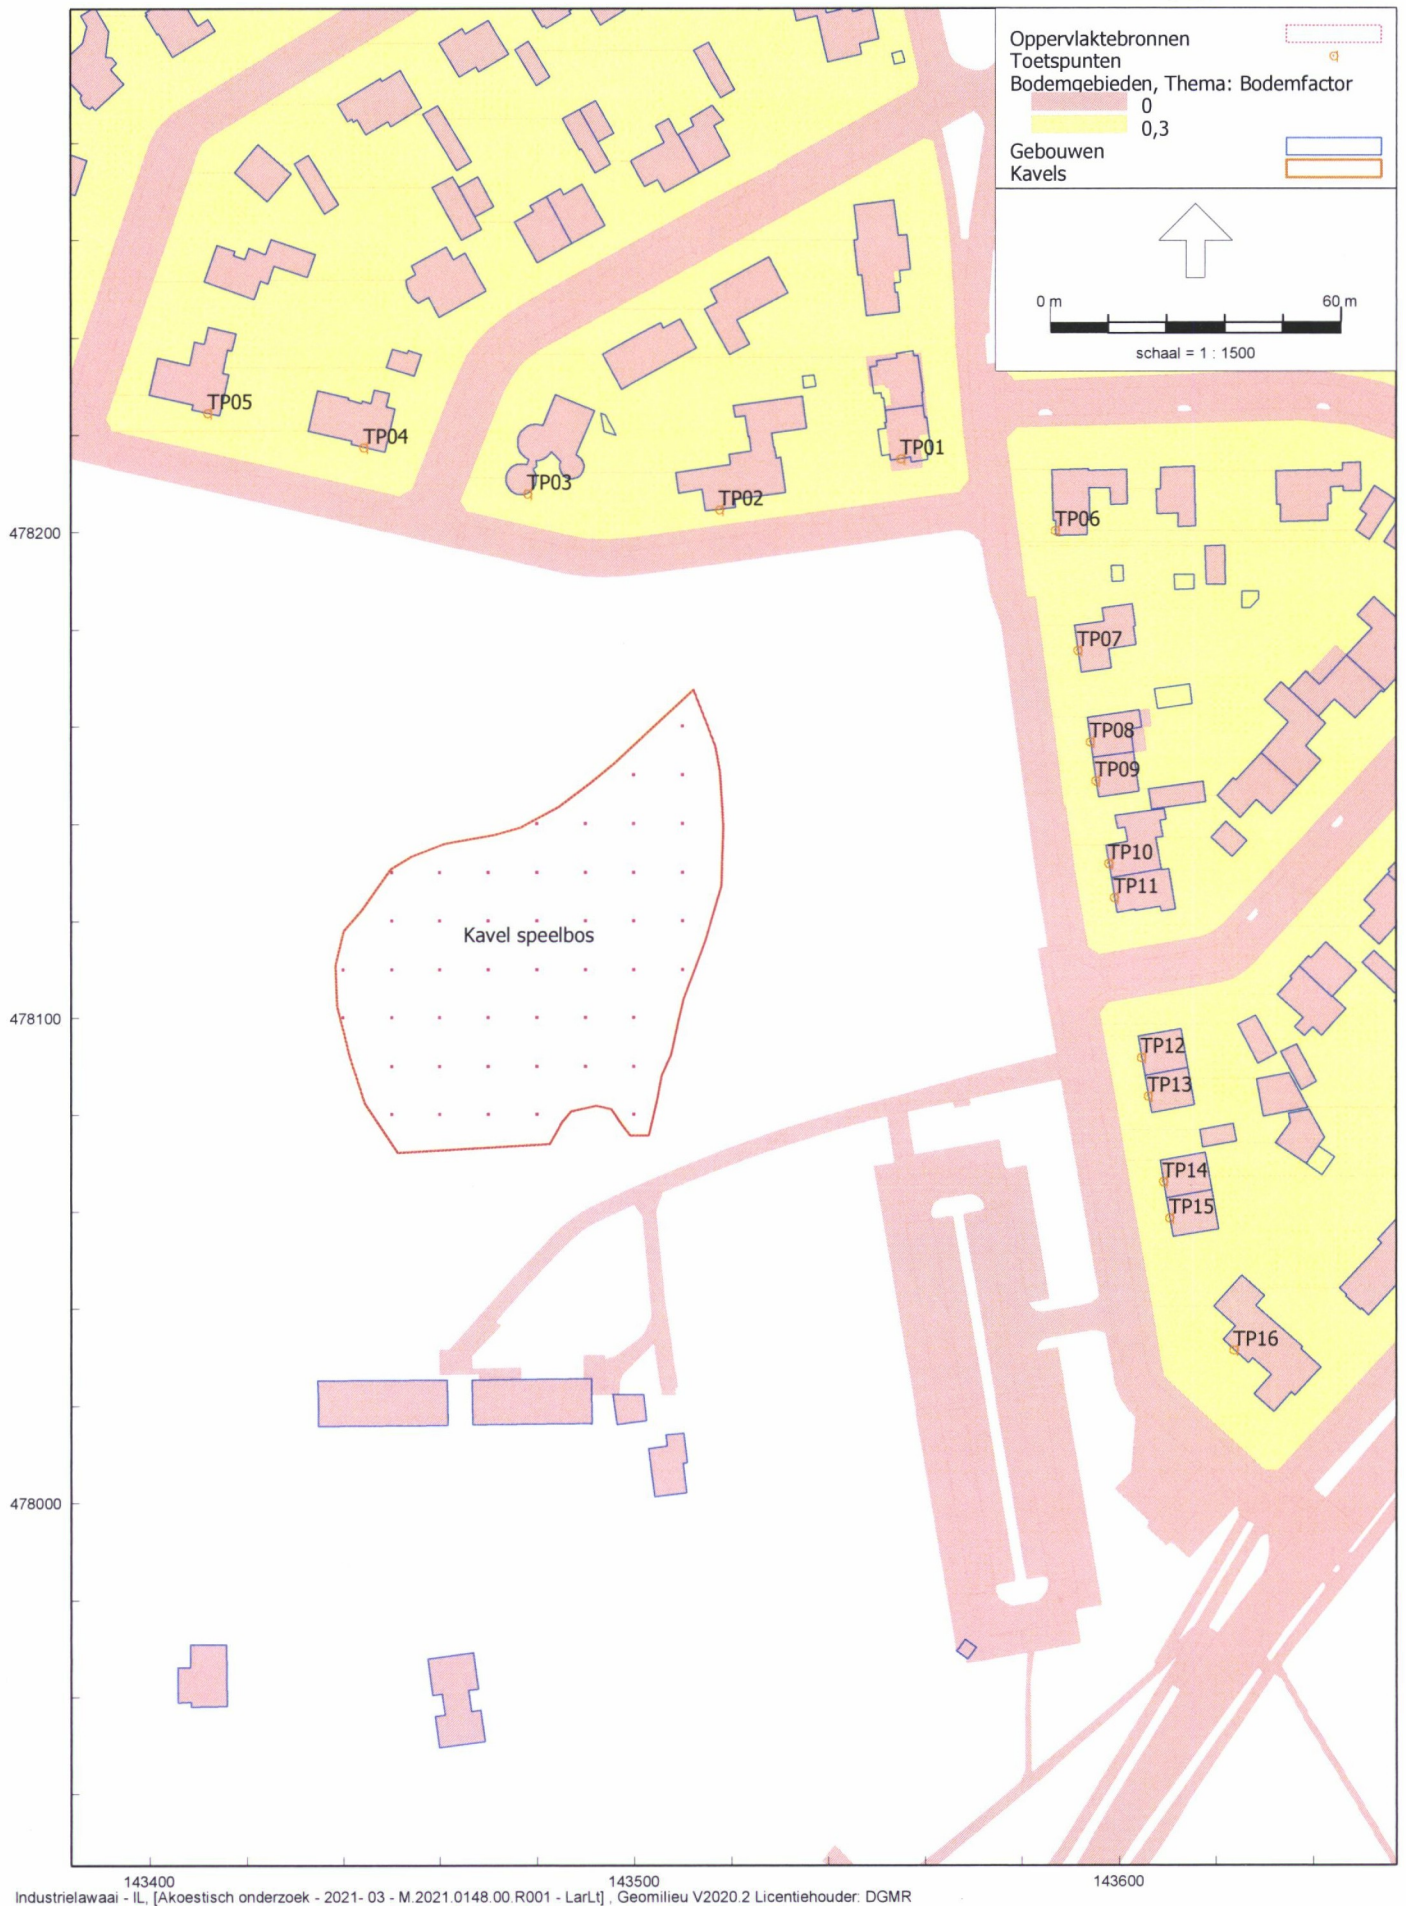 Oppervlaktebronnen
Toetspunten
Bodemgebieden, Thema: Bodemfactor
0
0,3
Gebouwen
Kavels
0 m 60 m
schaal = 1 : 1500
TP05
TP04
TP03
TP02
TP01
TP06
478200
TP07
TP08
TP09
TP10
TP11
Kavel speelbos
478100
TP12
TP13
TP14
TP15
TP16
478000
143400 143500 143600
Industrielawaai - IL, [Akoestisch onderzoek - 2021- 03 - M.2021.0148.00.R001 - LarLt] , Geomilieu V2020.2 Licentiehouder: DGMR